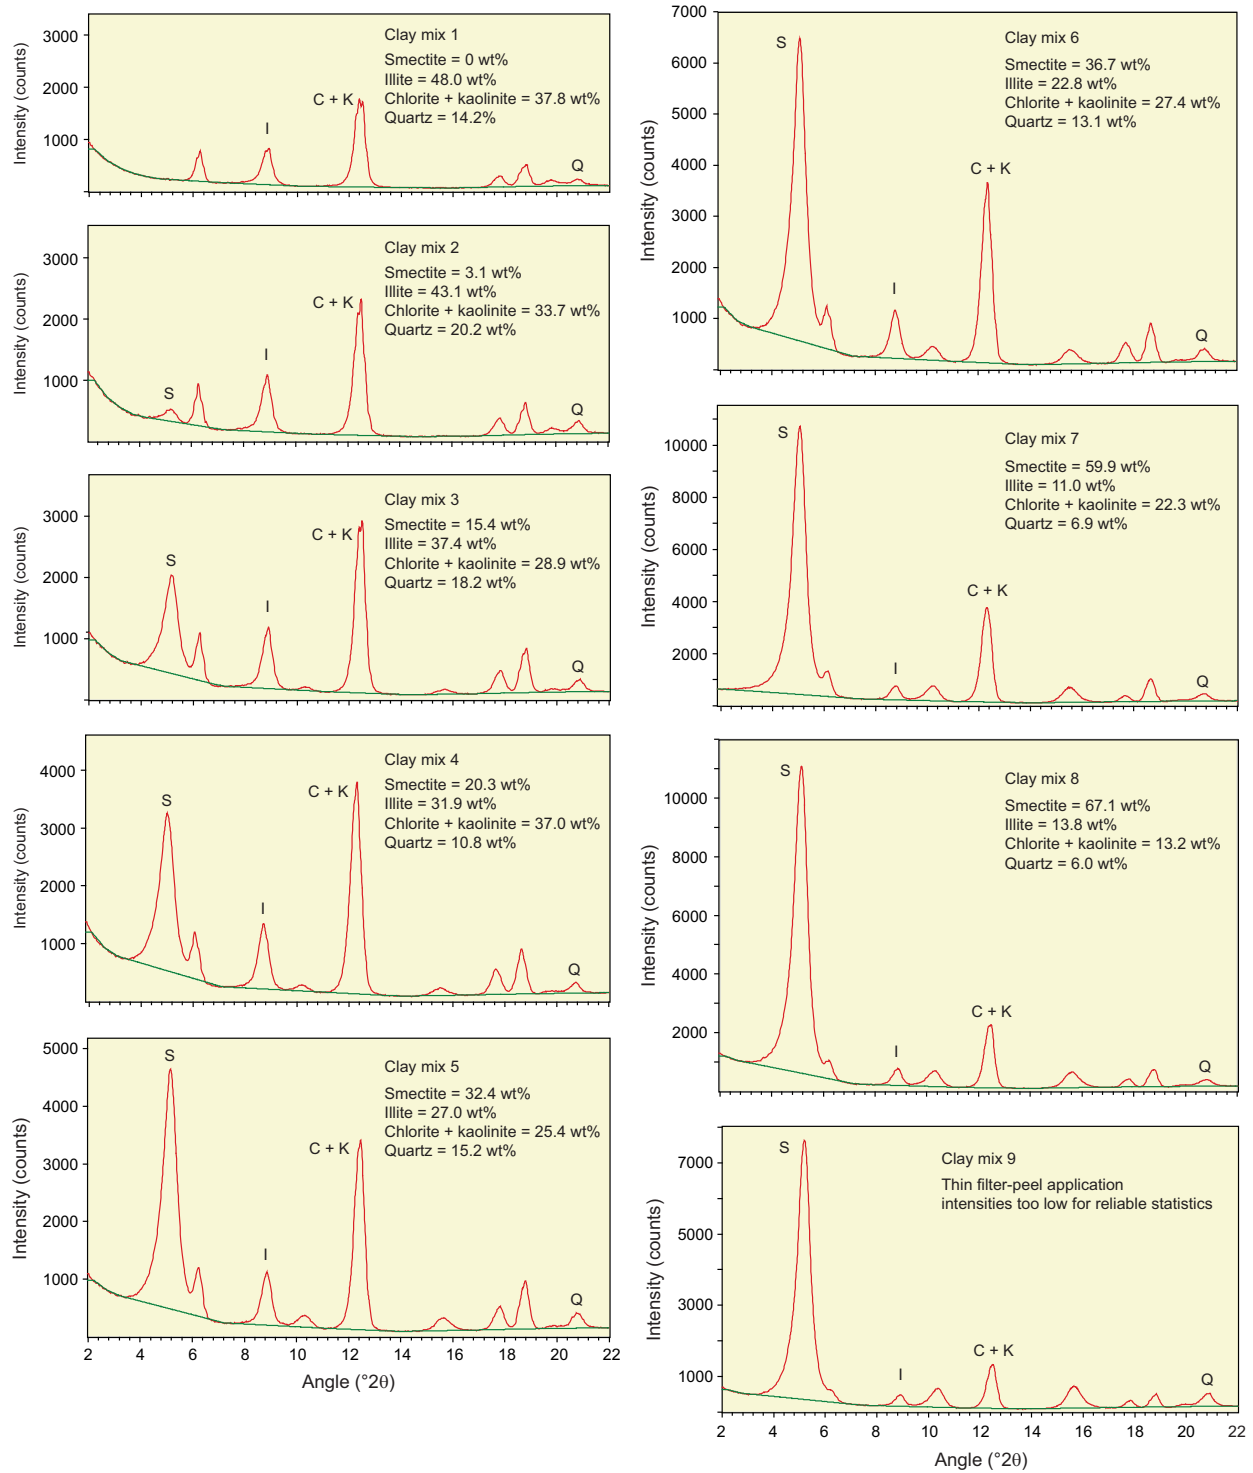 Intensity (counts)
3000
2000
1000
Clay mix 1
Smectite = 0 wt%
Illite = 48.0 wt%
Chlorite + kaolinite = 37.8 wt%
Quartz = 14.2%
I
C + K
Q
Intensity (counts)
3000
2000
1000
Clay mix 2
Smectite = 3.1 wt%
Illite = 43.1 wt%
Chlorite + kaolinite = 33.7 wt%
Quartz = 20.2 wt%
S
I
C + K
Q
Intensity (counts)
3000
2000
1000
Clay mix 3
Smectite = 15.4 wt%
Illite = 37.4 wt%
Chlorite + kaolinite = 28.9 wt%
Quartz = 18.2 wt%
S
I
C + K
Q
Intensity (counts)
4000
3000
2000
1000
Clay mix 4
Smectite = 20.3 wt%
Illite = 31.9 wt%
Chlorite + kaolinite = 37.0 wt%
Quartz = 10.8 wt%
S
I
C + K
Q
Intensity (counts)
5000
4000
3000
2000
1000
Clay mix 5
Smectite = 32.4 wt%
Illite = 27.0 wt%
Chlorite + kaolinite = 25.4 wt%
Quartz = 15.2 wt%
S
I
C + K
Q
2 4 6 8 10 12 14 16 18 20 22
Angle (°2θ)
Intensity (counts)
7000
6000
5000
4000
3000
2000
1000
Clay mix 6
Smectite = 36.7 wt%
Illite = 22.8 wt%
Chlorite + kaolinite = 27.4 wt%
Quartz = 13.1 wt%
S
I
C + K
Q
Intensity (counts)
10000
8000
6000
4000
2000
Clay mix 7
Smectite = 59.9 wt%
Illite = 11.0 wt%
Chlorite + kaolinite = 22.3 wt%
Quartz = 6.9 wt%
S
I
C + K
Q
Intensity (counts)
10000
8000
6000
4000
2000
Clay mix 8
Smectite = 67.1 wt%
Illite = 13.8 wt%
Chlorite + kaolinite = 13.2 wt%
Quartz = 6.0 wt%
S
I
C + K
Q
Intensity (counts)
7000
6000
5000
4000
3000
2000
1000
Clay mix 9
Thin filter-peel application
intensities too low for reliable statistics
S
I
C + K
Q
2 4 6 8 10 12 14 16 18 20 22
Angle (°2θ)